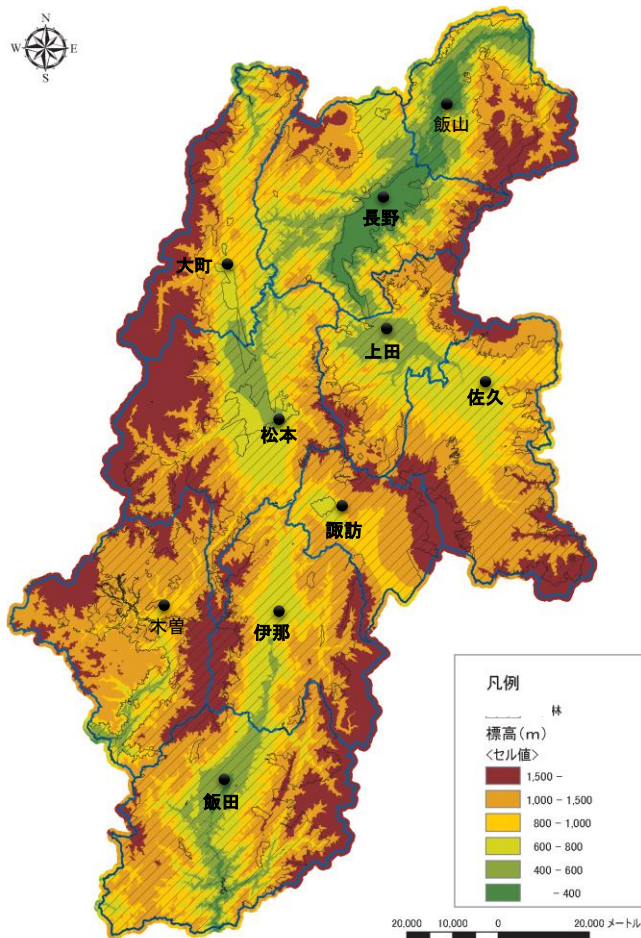 N
W
E
S
飯山
長野
大町
上田
佐久
松本
諏訪
木曽
伊那
飯田
凡例
林
標高(m)
<セル値>
1,500 -
1,000 - 1,500
800 - 1,000
600 - 800
400 - 600
- 400
20,000 10,000 0 20,000 メートル